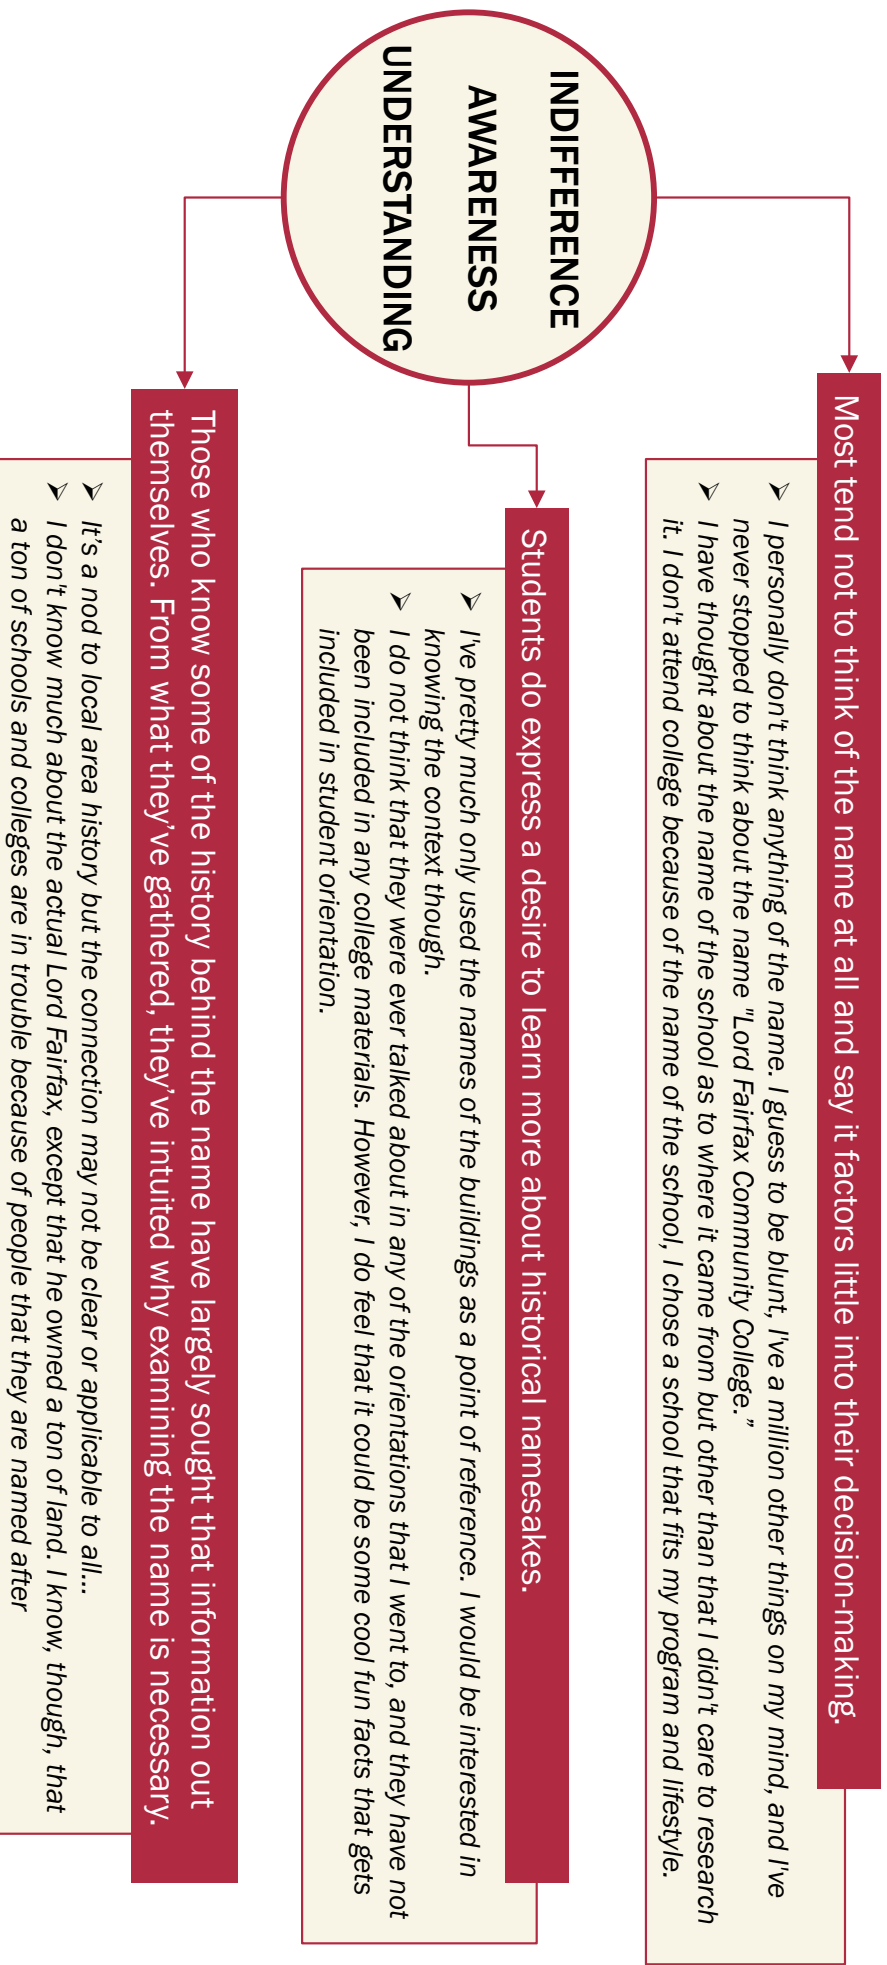 INDIFFERENCE
AWARENESS
UNDERSTANDING
Most tend not to think of the name at all and say it factors little into their decision-making.
➢ I personally don't think anything of the name. I guess to be blunt, I've a million other things on my mind, and I've
never stopped to think about the name "Lord Fairfax Community College.”
➢ I have thought about the name of the school as to where it came from but other than that I didn't care to research
it. I don't attend college because of the name of the school, I chose a school that fits my program and lifestyle.
Students do express a desire to learn more about historical namesakes.
➢ I've pretty much only used the names of the buildings as a point of reference. I would be interested in
knowing the context though.
➢ I do not think that they were ever talked about in any of the orientations that I went to, and they have not
been included in any college materials. However, I do feel that it could be some cool fun facts that gets
included in student orientation.
Those who know some of the history behind the name have largely sought that information out
themselves. From what they’ve gathered, they’ve intuited why examining the name is necessary.
➢ It’s a nod to local area history but the connection may not be clear or applicable to all...
➢ I don't know much about the actual Lord Fairfax, except that he owned a ton of land. I know, though, that
a ton of schools and colleges are in trouble because of people that they are named after